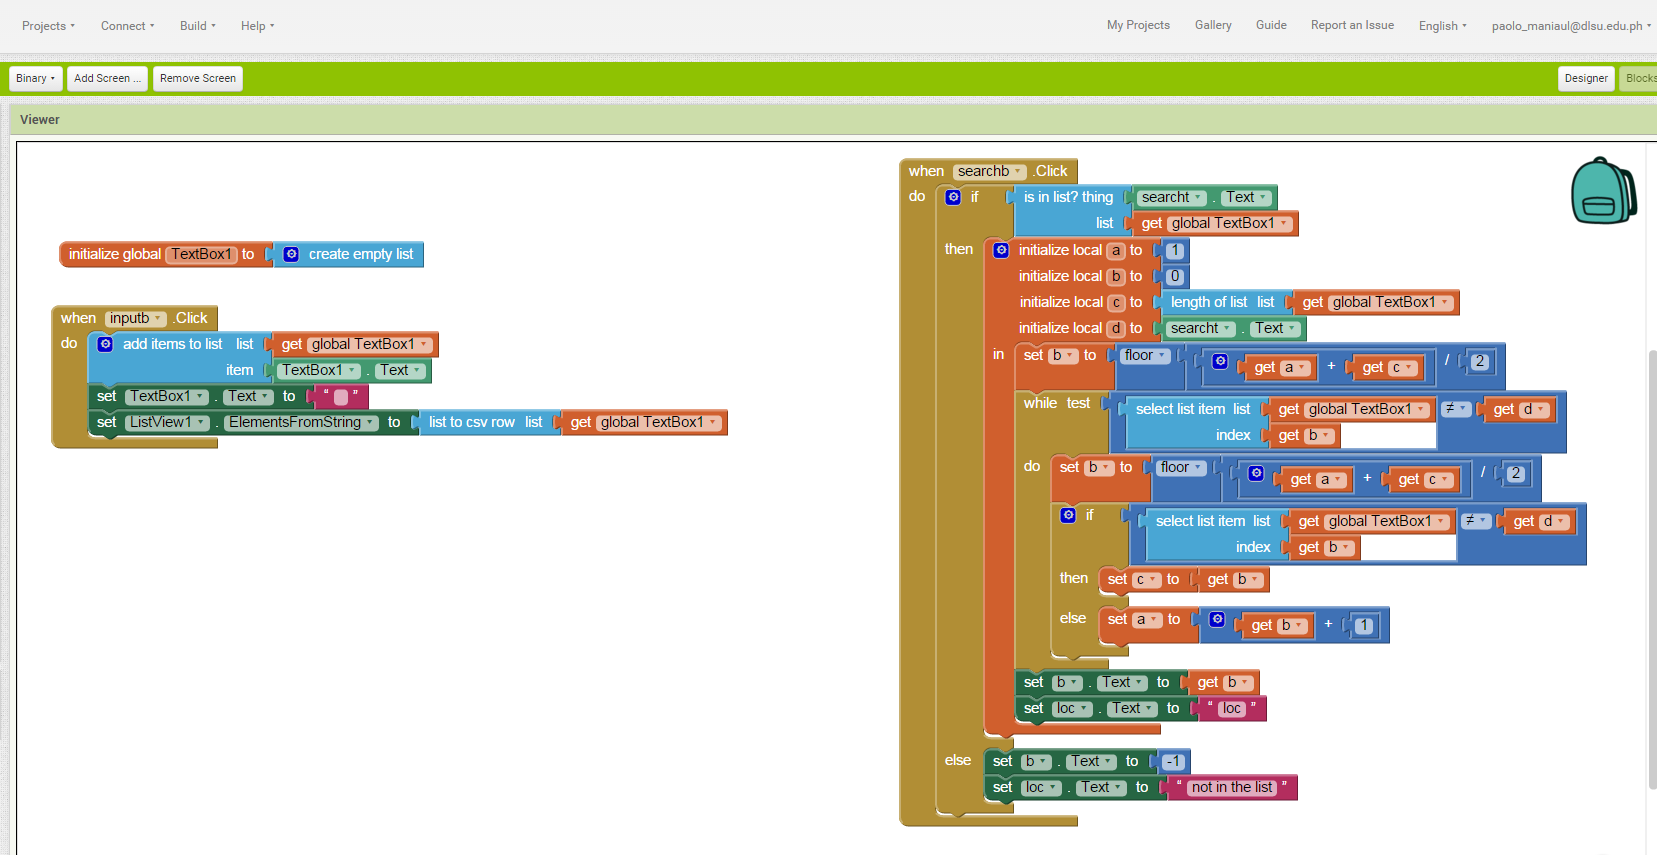 Projects Connect Build Help My Projects Gallery Guide Report an Issue English paolo_maniaul@dlsu.edu.ph
Binary Add Screen ... Remove Screen Designer Blocks
Viewer
initialize global TextBox1 to create empty list
when inputb .Click
do add items to list list get global TextBox1
item TextBox1 . Text
set TextBox1 . Text to “ ”
set ListView1 . ElementsFromString to list to csv row list get global TextBox1
when searchb .Click
do if is in list? thing searcht . Text
list get global TextBox1
then initialize local a to 1
initialize local b to 0
initialize local c to length of list list get global TextBox1
initialize local d to searcht . Text
in set b to floor get a + get c / 2
while test select list item list get global TextBox1 ≠ get d
index get b
do set b to floor get a + get c / 2
if select list item list get global TextBox1 ≠ get d
index get b
then set c to get b
else set a to get b + 1
set b . Text to get b
set loc . Text to “ loc ”
else set b . Text to -1
set loc . Text to “ not in the list ”